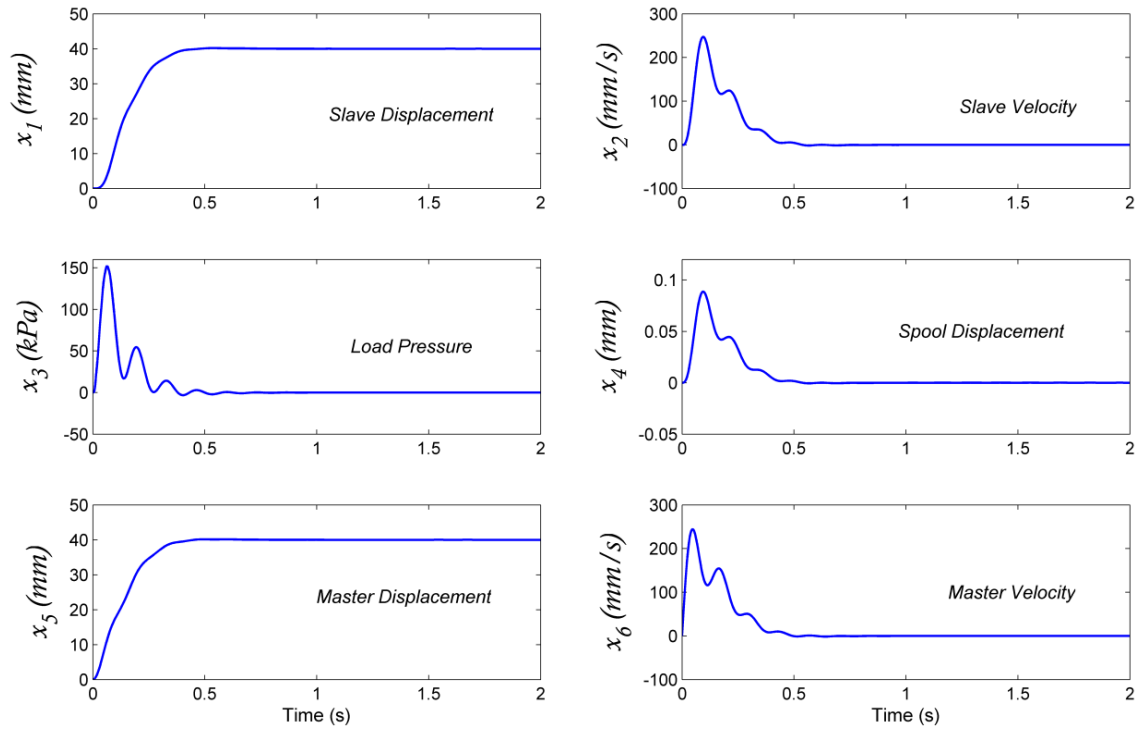 50
40
30
20
10
0
x1 (mm)
Slave Displacement
0 0.5 1 1.5 2
300
200
100
0
-100
x2 (mm/s)
Slave Velocity
0 0.5 1 1.5 2
150
100
50
0
-50
x3 (kPa)
Load Pressure
0 0.5 1 1.5 2
0.1
0.05
0
-0.05
x4 (mm)
Spool Displacement
0 0.5 1 1.5 2
50
40
30
20
10
0
x5 (mm)
Master Displacement
0 0.5 1 1.5 2
Time (s)
300
200
100
0
-100
x6 (mm/s)
Master Velocity
0 0.5 1 1.5 2
Time (s)